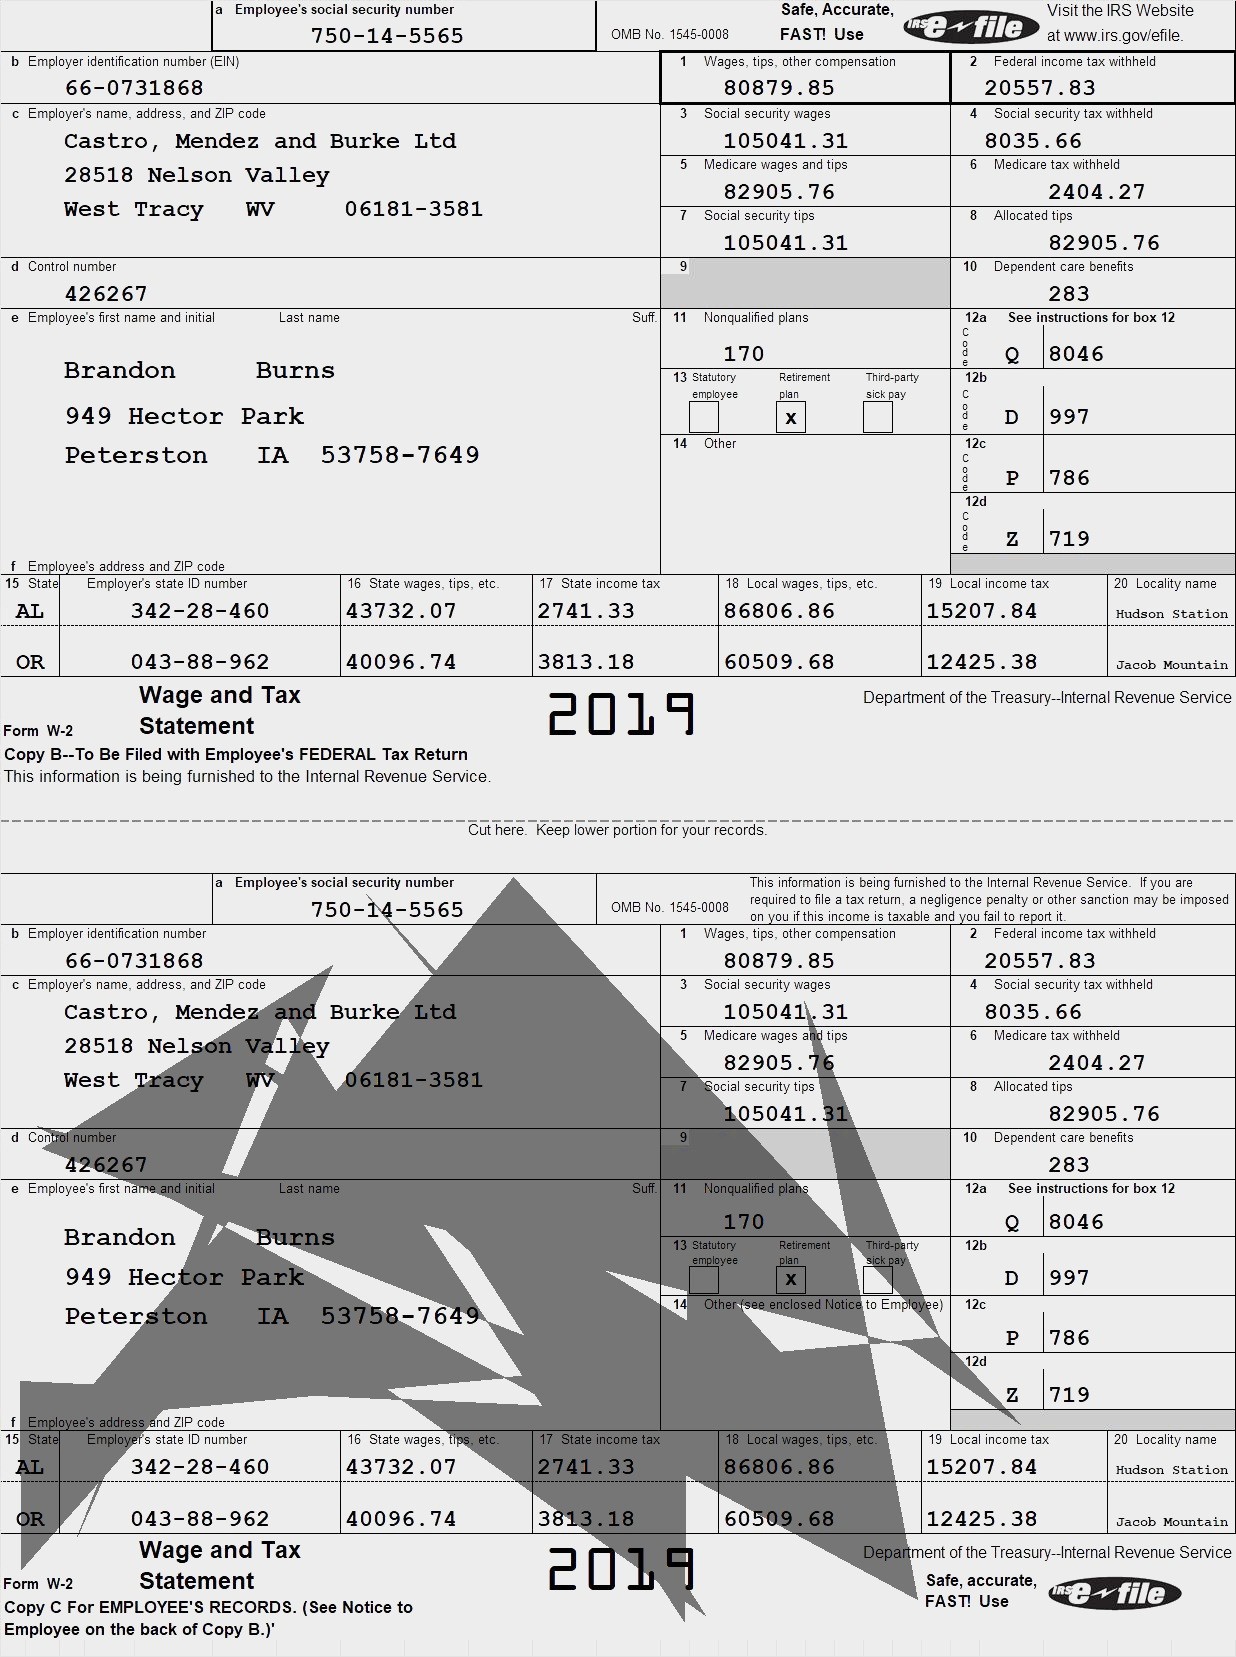 a Employee's social security number
750-14-5565
OMB No. 1545-0008
Safe, Accurate,
FAST! Use
IRS e-file
Visit the IRS Website
at www.irs.gov/efile.
b Employer identification number (EIN)
66-0731868
1 Wages, tips, other compensation
80879.85
2 Federal income tax withheld
20557.83
c Employer's name, address, and ZIP code
Castro, Mendez and Burke Ltd
28518 Nelson Valley
West Tracy WV 06181-3581
3 Social security wages
105041.31
4 Social security tax withheld
8035.66
5 Medicare wages and tips
82905.76
6 Medicare tax withheld
2404.27
7 Social security tips
105041.31
8 Allocated tips
82905.76
d Control number
426267
9
10 Dependent care benefits
283
e Employee's first name and initial Last name Suff.
Brandon Burns
949 Hector Park
Peterston IA 53758-7649
11 Nonqualified plans
170
12a See instructions for box 12
Code Q 8046
13 Statutory employee Retirement plan Third-party sick pay
x
12b
Code D 997
14 Other
12c
Code P 786
12d
Code Z 719
f Employee's address and ZIP code
15 State Employer's state ID number 16 State wages, tips, etc. 17 State income tax 18 Local wages, tips, etc. 19 Local income tax 20 Locality name
AL 342-28-460 43732.07 2741.33 86806.86 15207.84 Hudson Station
OR 043-88-962 40096.74 3813.18 60509.68 12425.38 Jacob Mountain
Form W-2 Wage and Tax
Statement
2019
Department of the Treasury--Internal Revenue Service
Copy B--To Be Filed with Employee's FEDERAL Tax Return
This information is being furnished to the Internal Revenue Service.
Cut here. Keep lower portion for your records.
a Employee's social security number
750-14-5565
OMB No. 1545-0008
This information is being furnished to the Internal Revenue Service. If you are
required to file a tax return, a negligence penalty or other sanction may be imposed
on you if this income is taxable and you fail to report it.
b Employer identification number
66-0731868
1 Wages, tips, other compensation
80879.85
2 Federal income tax withheld
20557.83
c Employer's name, address, and ZIP code
Castro, Mendez and Burke Ltd
28518 Nelson Valley
West Tracy WV 06181-3581
3 Social security wages
105041.31
4 Social security tax withheld
8035.66
5 Medicare wages and tips
82905.76
6 Medicare tax withheld
2404.27
7 Social security tips
105041.31
8 Allocated tips
82905.76
d Control number
426267
9
10 Dependent care benefits
283
e Employee's first name and initial Last name Suff.
Brandon Burns
949 Hector Park
Peterston IA 53758-7649
11 Nonqualified plans
170
12a See instructions for box 12
Q 8046
13 Statutory employee Retirement plan Third-party sick pay
x
12b
D 997
14 Other (see enclosed Notice to Employee)
12c
P 786
12d
Z 719
f Employee's address and ZIP code
15 State Employer's state ID number 16 State wages, tips, etc. 17 State income tax 18 Local wages, tips, etc. 19 Local income tax 20 Locality name
AL 342-28-460 43732.07 2741.33 86806.86 15207.84 Hudson Station
OR 043-88-962 40096.74 3813.18 60509.68 12425.38 Jacob Mountain
Form W-2 Wage and Tax
Statement
2019
Department of the Treasury--Internal Revenue Service
Safe, accurate,
FAST! Use
IRS e-file
Copy C For EMPLOYEE'S RECORDS. (See Notice to
Employee on the back of Copy B.)'